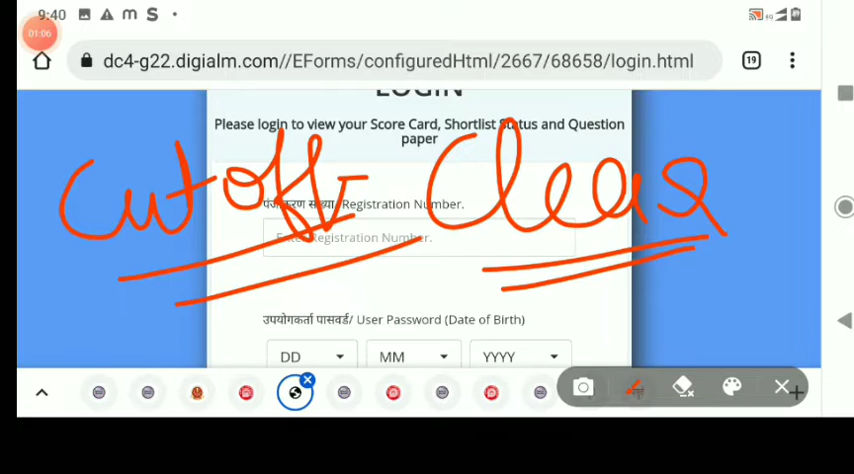 9:40 m S
01:06
4G
dc4-g22.digialm.com//EForms/configuredHtml/2667/68658/login.html 19
LOGIN
Please login to view your Score Card, Shortlist Status and Question
paper
Cutoff Clear
पंजीकरण संख्या/ Registration Number.
Enter Registration Number.
उपयोगकर्ता पासवर्ड/ User Password (Date of Birth)
DD MM YYYY